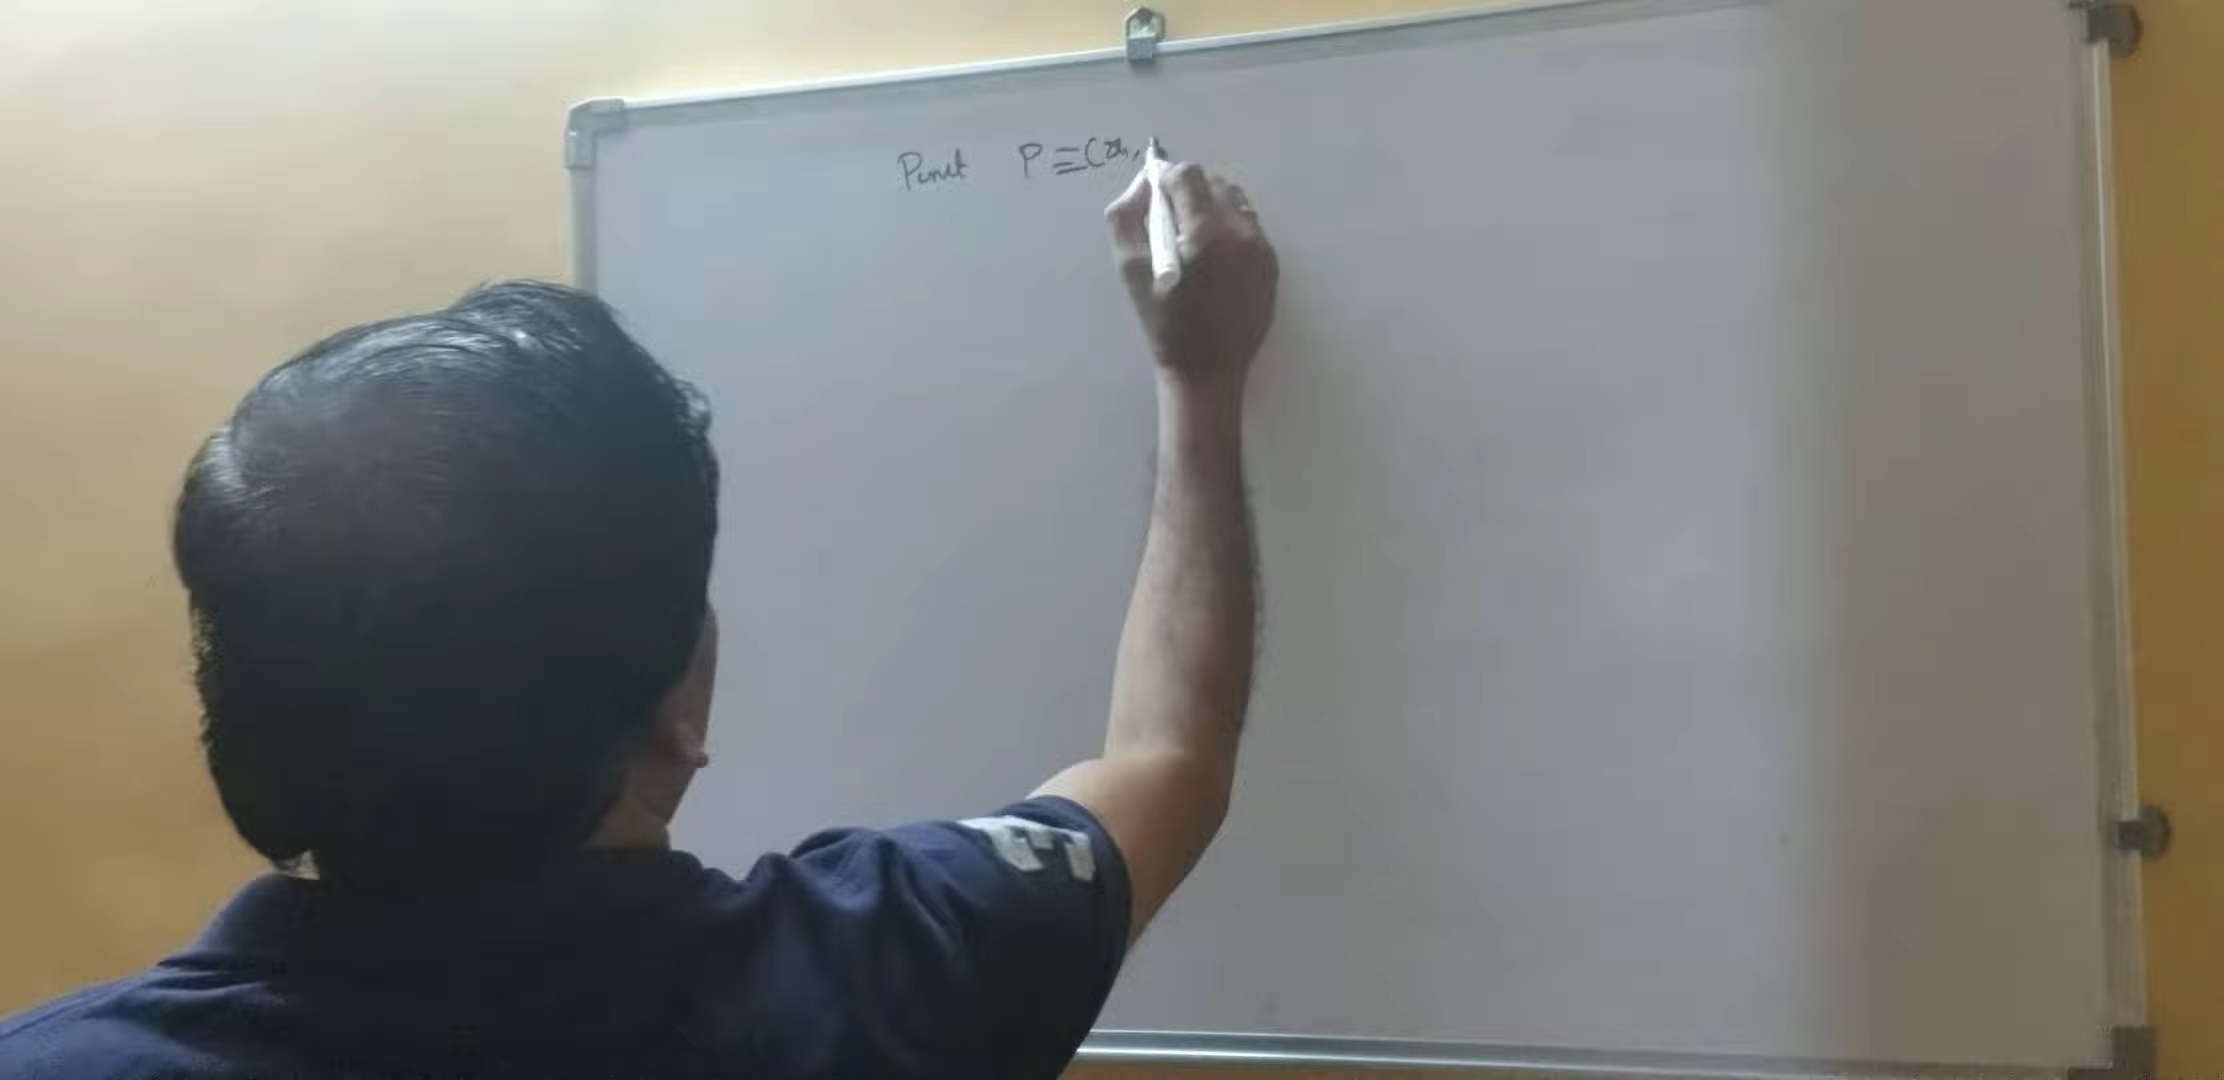 Point P ≡ (x₁,